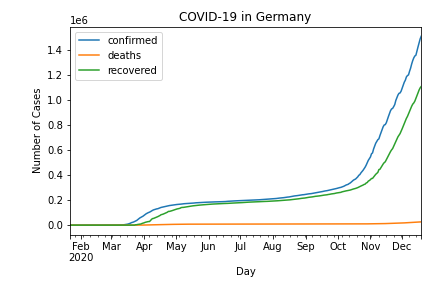 COVID-19 in Germany
1e6
confirmed
deaths
recovered
Number of Cases
1.4
1.2
1.0
0.8
0.6
0.4
0.2
0.0
Feb Mar Apr May Jun Jul Aug Sep Oct Nov Dec
2020
Day